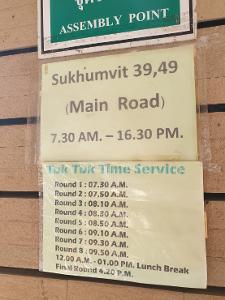 ASSEMBLY POINT
Sukhumvit 39,49
(Main Road)
7.30 AM. – 16.30 PM.
Tuk Tuk Time Service
Round 1 : 07.30 A.M.
Round 2 : 07.50 A.M.
Round 3 : 08.10 A.M.
Round 4 : 08.30 A.M.
Round 5 : 08.50 A.M.
Round 6 : 09.10 A.M.
Round 7 : 09.30 A.M.
Round 8 : 09.50 A.M.
12.00 A.M. - 01.00 P.M. Lunch Break
Final Round 4.20 P.M.